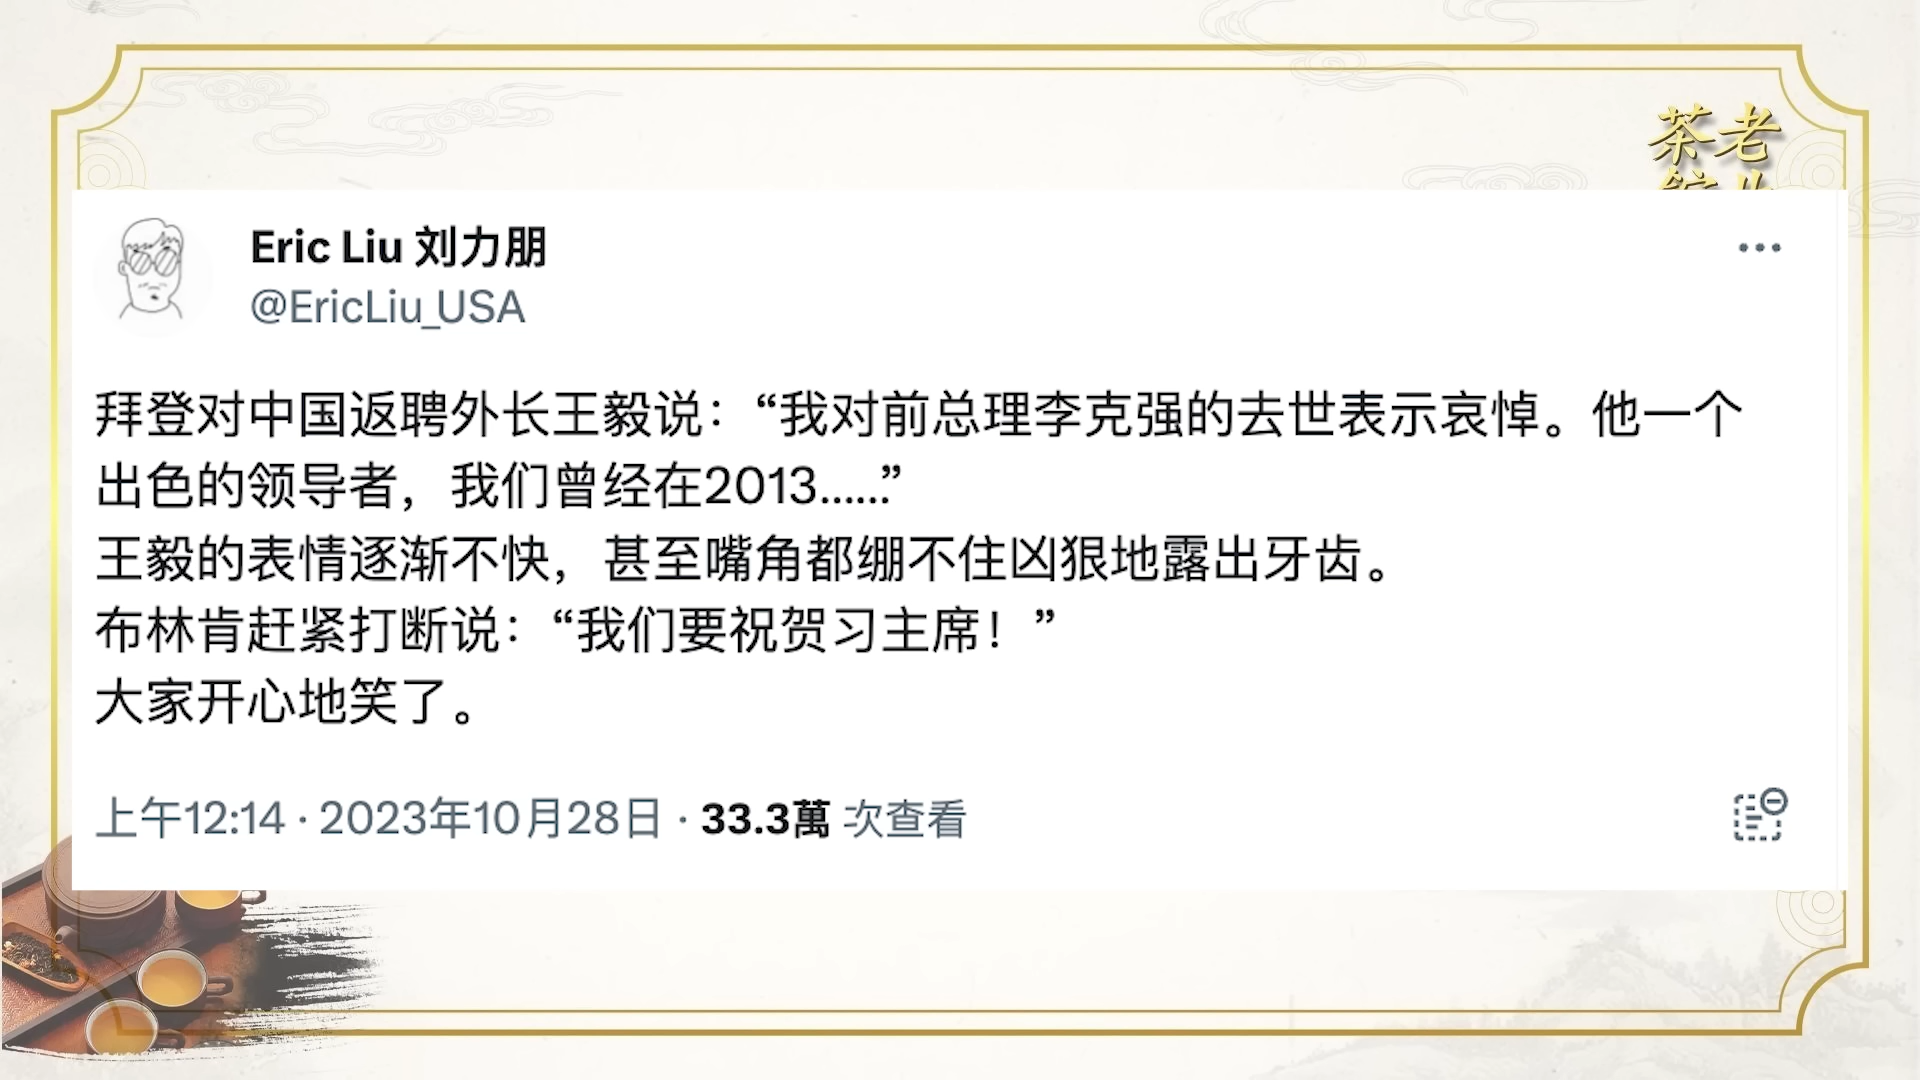 茶老
Eric Liu 刘力朋
@EricLiu_USA
拜登对中国返聘外长王毅说：“我对前总理李克强的去世表示哀悼。他一个
出色的领导者，我们曾经在2013......”
王毅的表情逐渐不快，甚至嘴角都绷不住凶狠地露出牙齿。
布林肯赶紧打断说：“我们要祝贺习主席！”
大家开心地笑了。
上午12:14 · 2023年10月28日 · 33.3萬 次查看